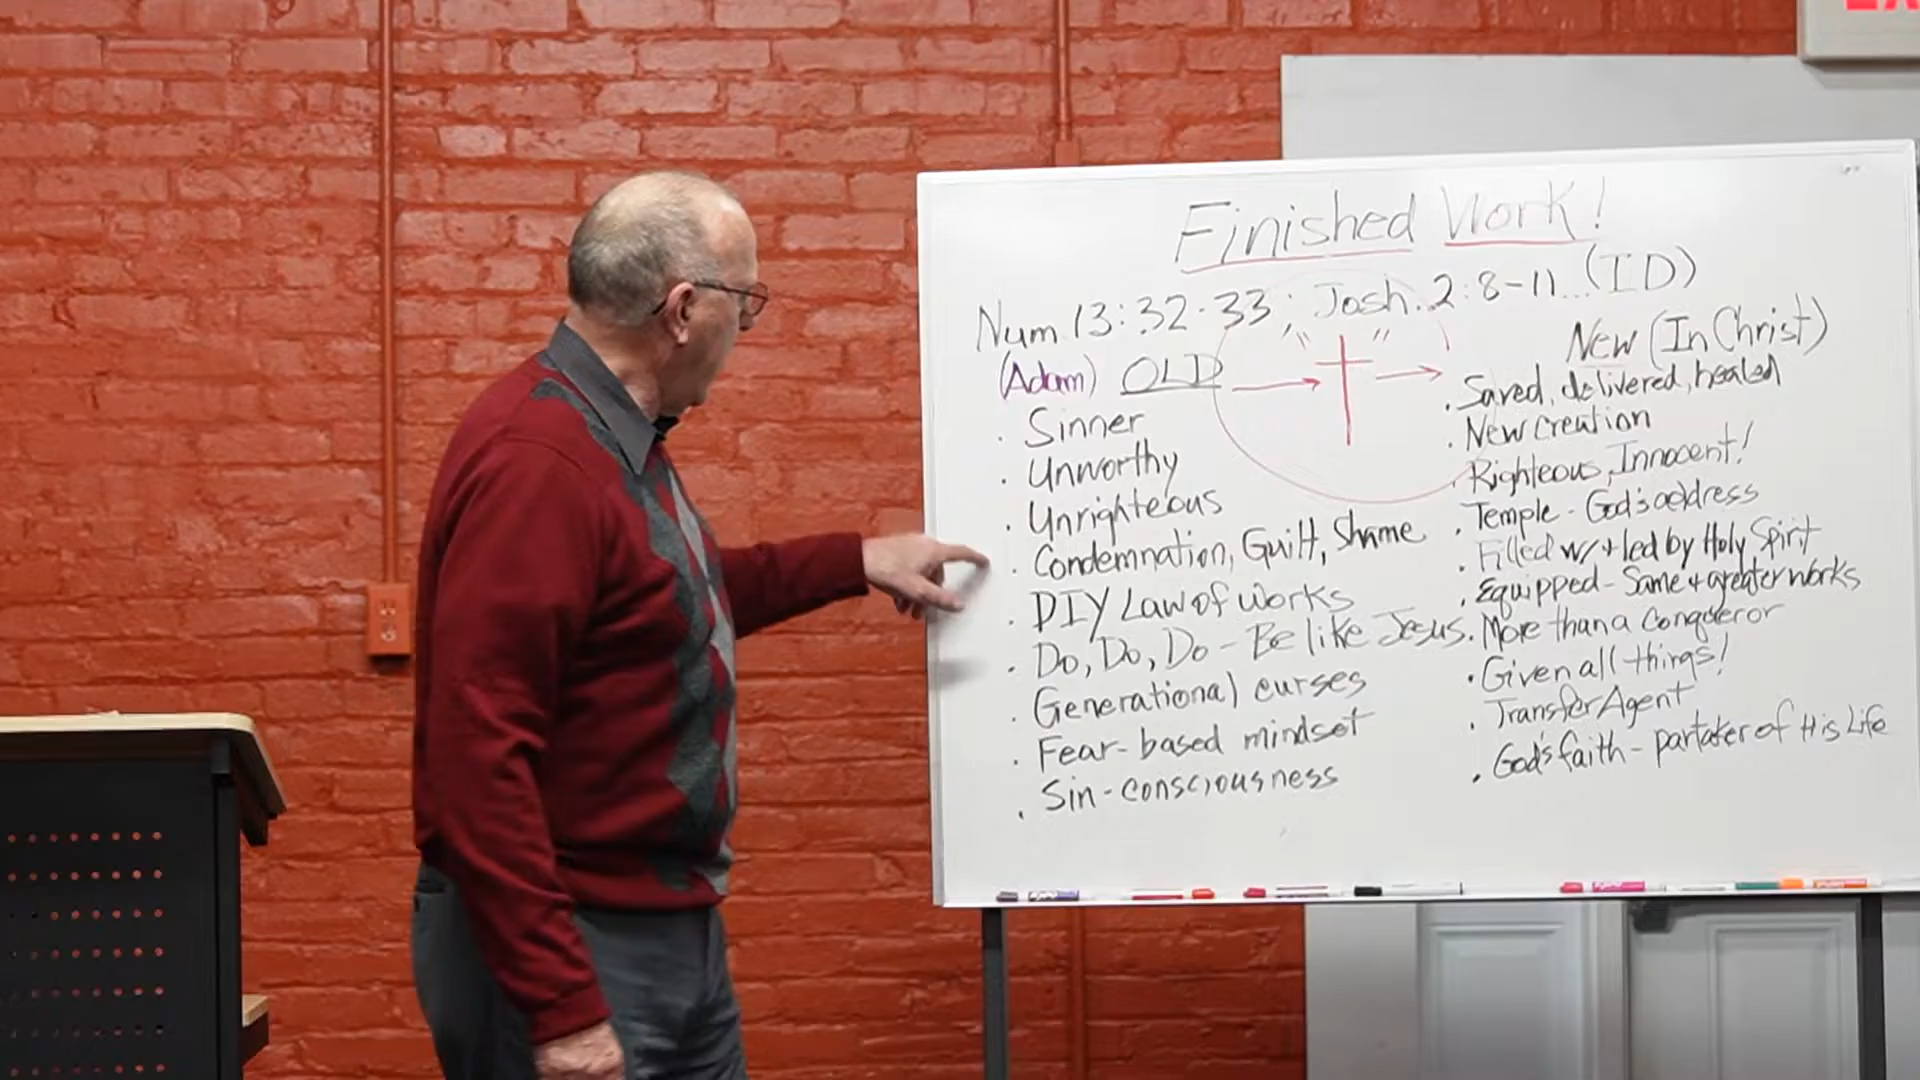 EX
Finished Work!
Num. 13:32-33; Josh. 2:8-11... (ID)
(Adam) OLD
" "
· Sinner
· Unworthy
· Unrighteous
· Condemnation, Guilt, Shame
· DIY Law of Works
· Do, Do, Do - Be like Jesus
· Generational curses
· Fear-based mindset
· Sin-consciousness
New (In Christ)
· Saved, delivered, healed
· New Creation
· Righteous, Innocent!
· Temple - God's address
· Filled w/ + led by Holy Spirit
· Equipped - Same + greater works
· More than a Conqueror
· Given all things!
· Transfer Agent
· God's faith - partaker of His Life